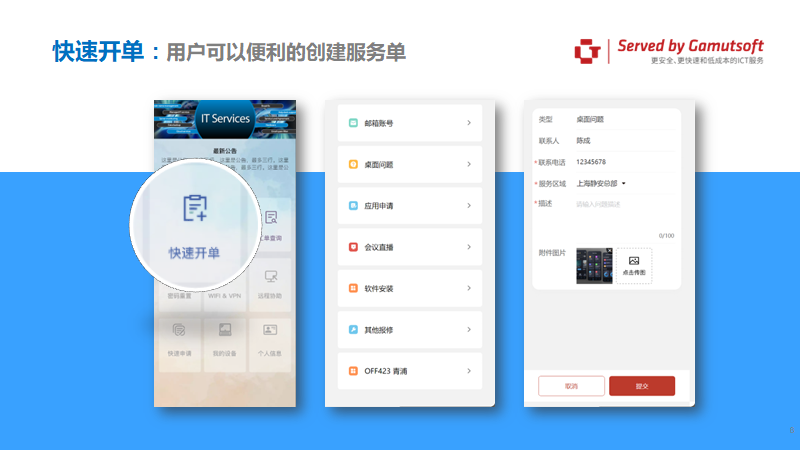 快速开单：用户可以便利的创建服务单
Served by Gamutsoft
更安全、更快速和低成本的ICT服务
IT Services
最新公告
快速开单
单查询
密码重置
WIFI & VPN
远程协助
快速申请
我的设备
个人信息
邮箱账号
桌面问题
应用申请
会议直播
软件安装
其他报修
OFF423 青浦
类型 桌面问题
联系人 陈成
*联系电话 12345678
*服务区域 上海静安总部
*描述 请输入问题描述
0/100
附件图片
点击传图
取消
提交
6